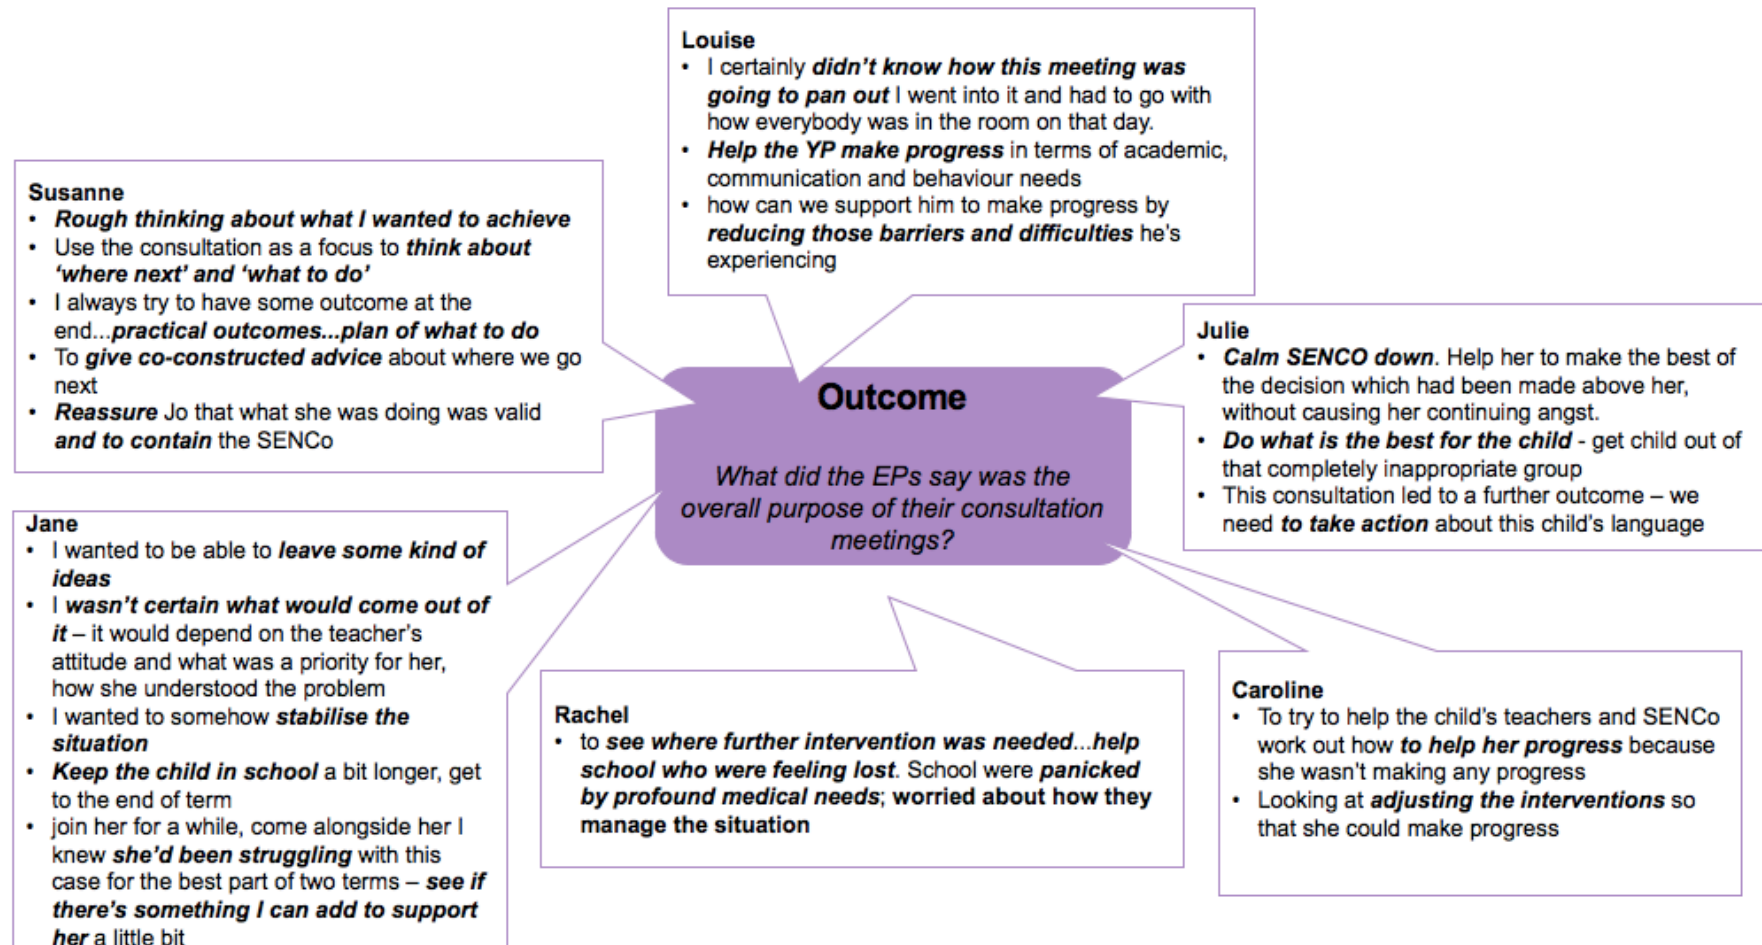 Louise
• I certainly didn't know how this meeting was
going to pan out I went into it and had to go with
how everybody was in the room on that day.
• Help the YP make progress in terms of academic,
communication and behaviour needs
• how can we support him to make progress by
reducing those barriers and difficulties he's
experiencing
Susanne
• Rough thinking about what I wanted to achieve
• Use the consultation as a focus to think about
'where next' and 'what to do'
• I always try to have some outcome at the
end...practical outcomes...plan of what to do
• To give co-constructed advice about where we go
next
• Reassure Jo that what she was doing was valid
and to contain the SENCo
Julie
• Calm SENCO down. Help her to make the best of
the decision which had been made above her,
without causing her continuing angst.
• Do what is the best for the child - get child out of
that completely inappropriate group
• This consultation led to a further outcome – we
need to take action about this child's language
Outcome
What did the EPs say was the
overall purpose of their consultation
meetings?
Jane
• I wanted to be able to leave some kind of
ideas
• I wasn't certain what would come out of
it – it would depend on the teacher's
attitude and what was a priority for her,
how she understood the problem
• I wanted to somehow stabilise the
situation
• Keep the child in school a bit longer, get
to the end of term
• join her for a while, come alongside her I
knew she'd been struggling with this
case for the best part of two terms – see if
there's something I can add to support
her a little bit
Rachel
• to see where further intervention was needed...help
school who were feeling lost. School were panicked
by profound medical needs; worried about how they
manage the situation
Caroline
• To try to help the child's teachers and SENCo
work out how to help her progress because
she wasn't making any progress
• Looking at adjusting the interventions so
that she could make progress